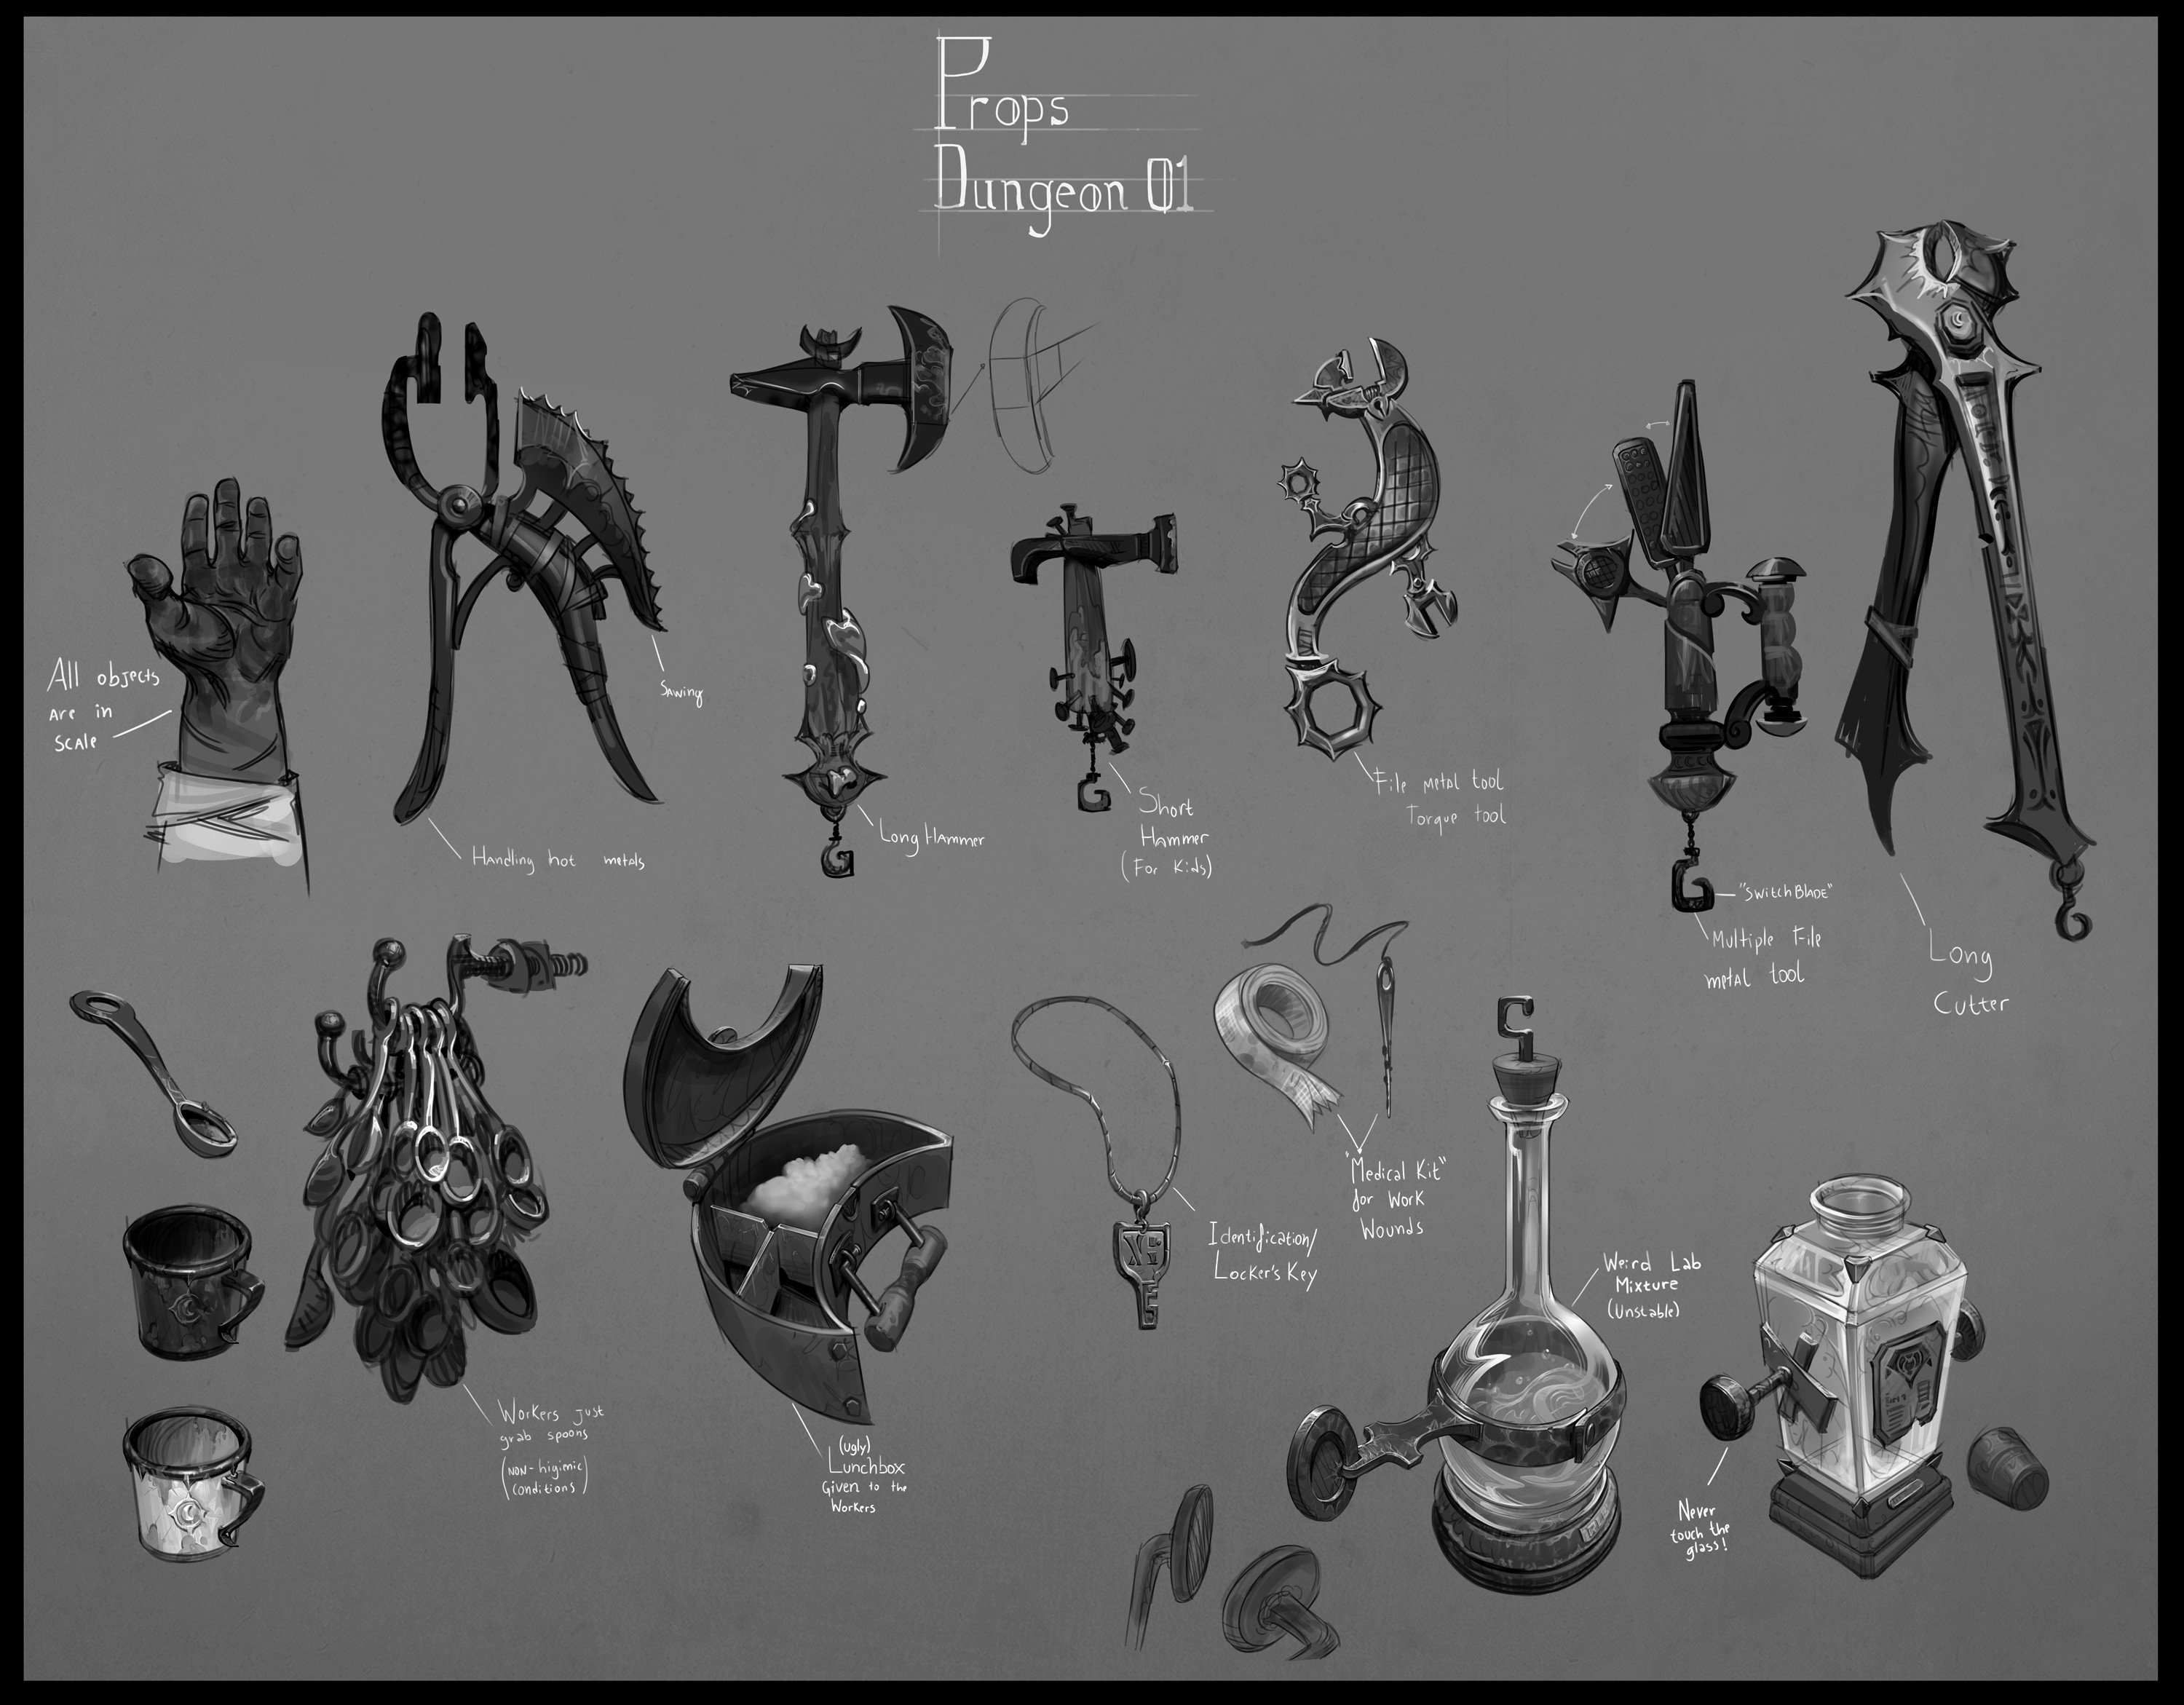 Props
Dungeon 01
All objects
are in
scale
Sawing
Handling hot metals
Long Hammer
Short
Hammer
(For Kids)
File metal tool
Torque tool
"SwitchBlade"
Multiple File
metal tool
Long
Cutter
Workers just
grab spoons
(non-higienic
conditions)
(ugly)
Lunchbox
Given to the
Workers
Identification/
Locker's Key
"Medical Kit"
for Work
Wounds
Weird Lab
Mixture
(Unstable)
Never
touch the
glass!